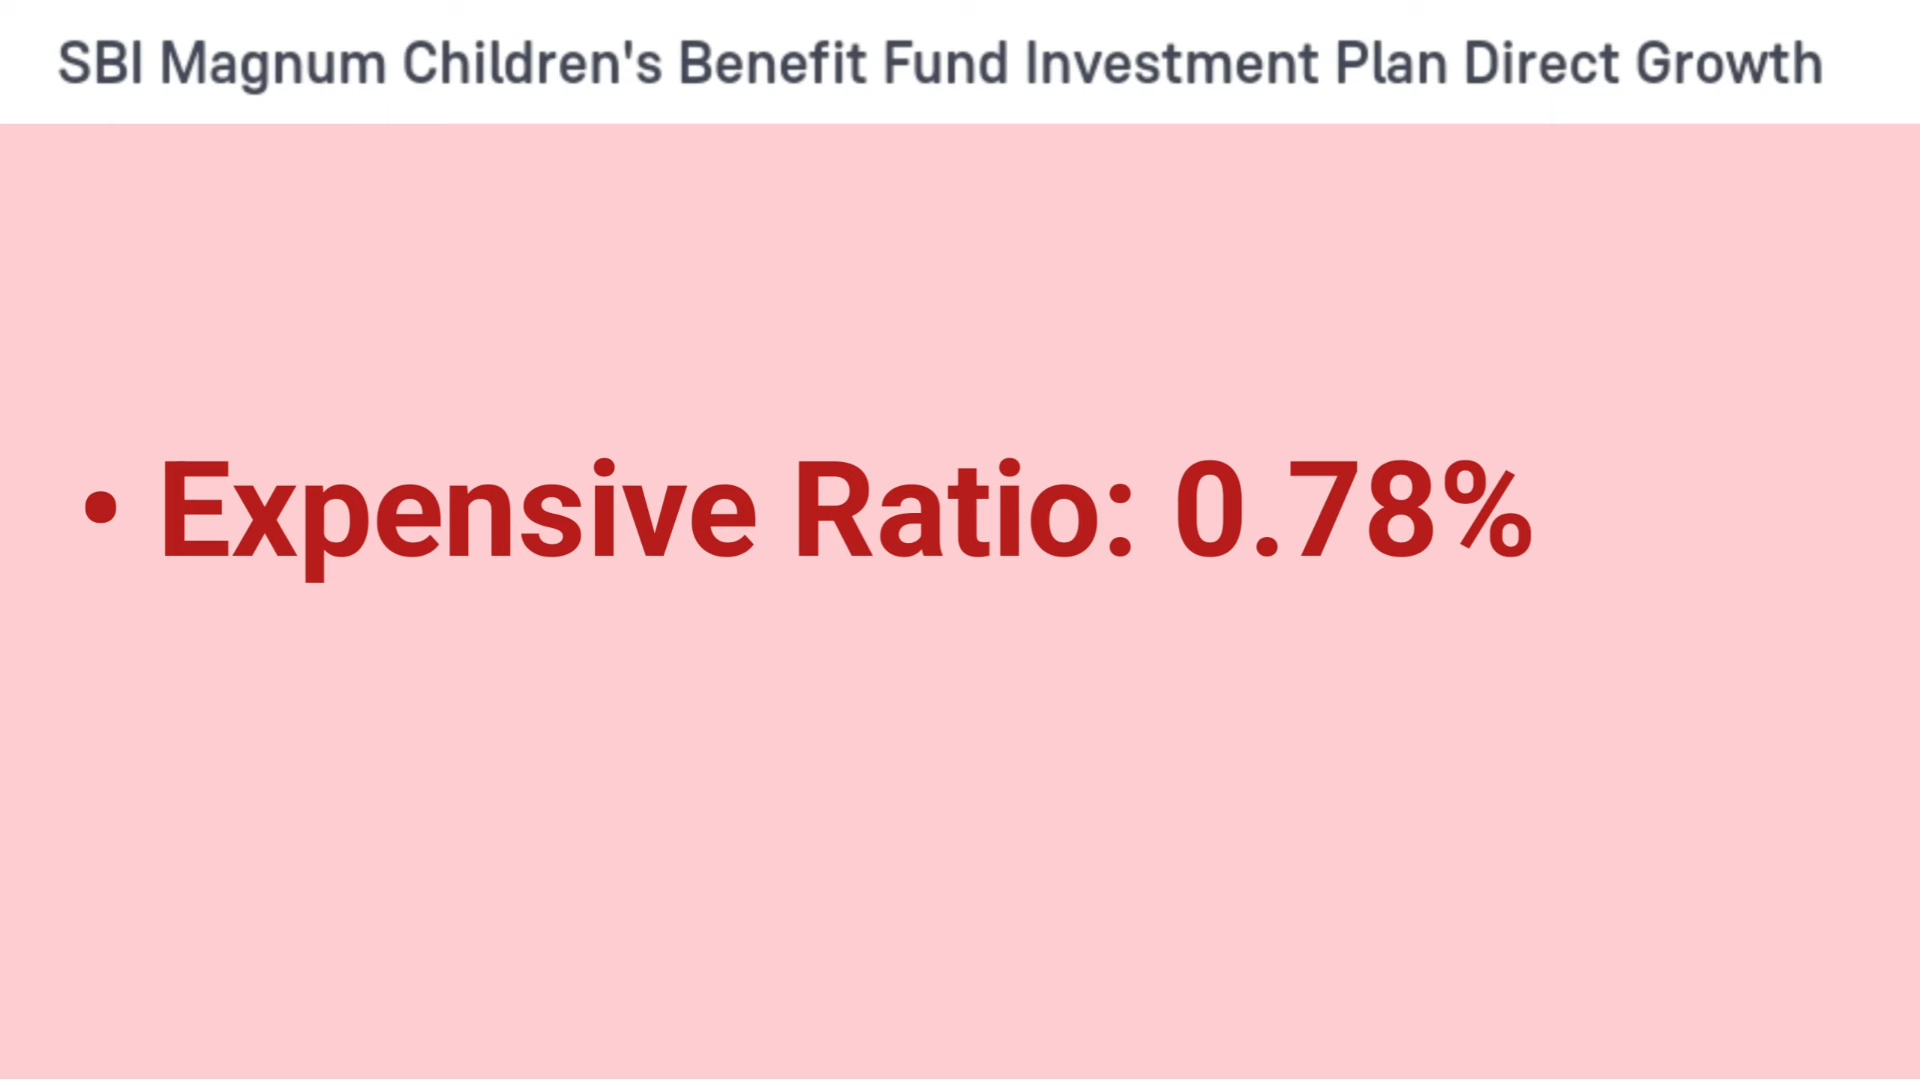 SBI Magnum Children's Benefit Fund Investment Plan Direct Growth
• Expensive Ratio: 0.78%